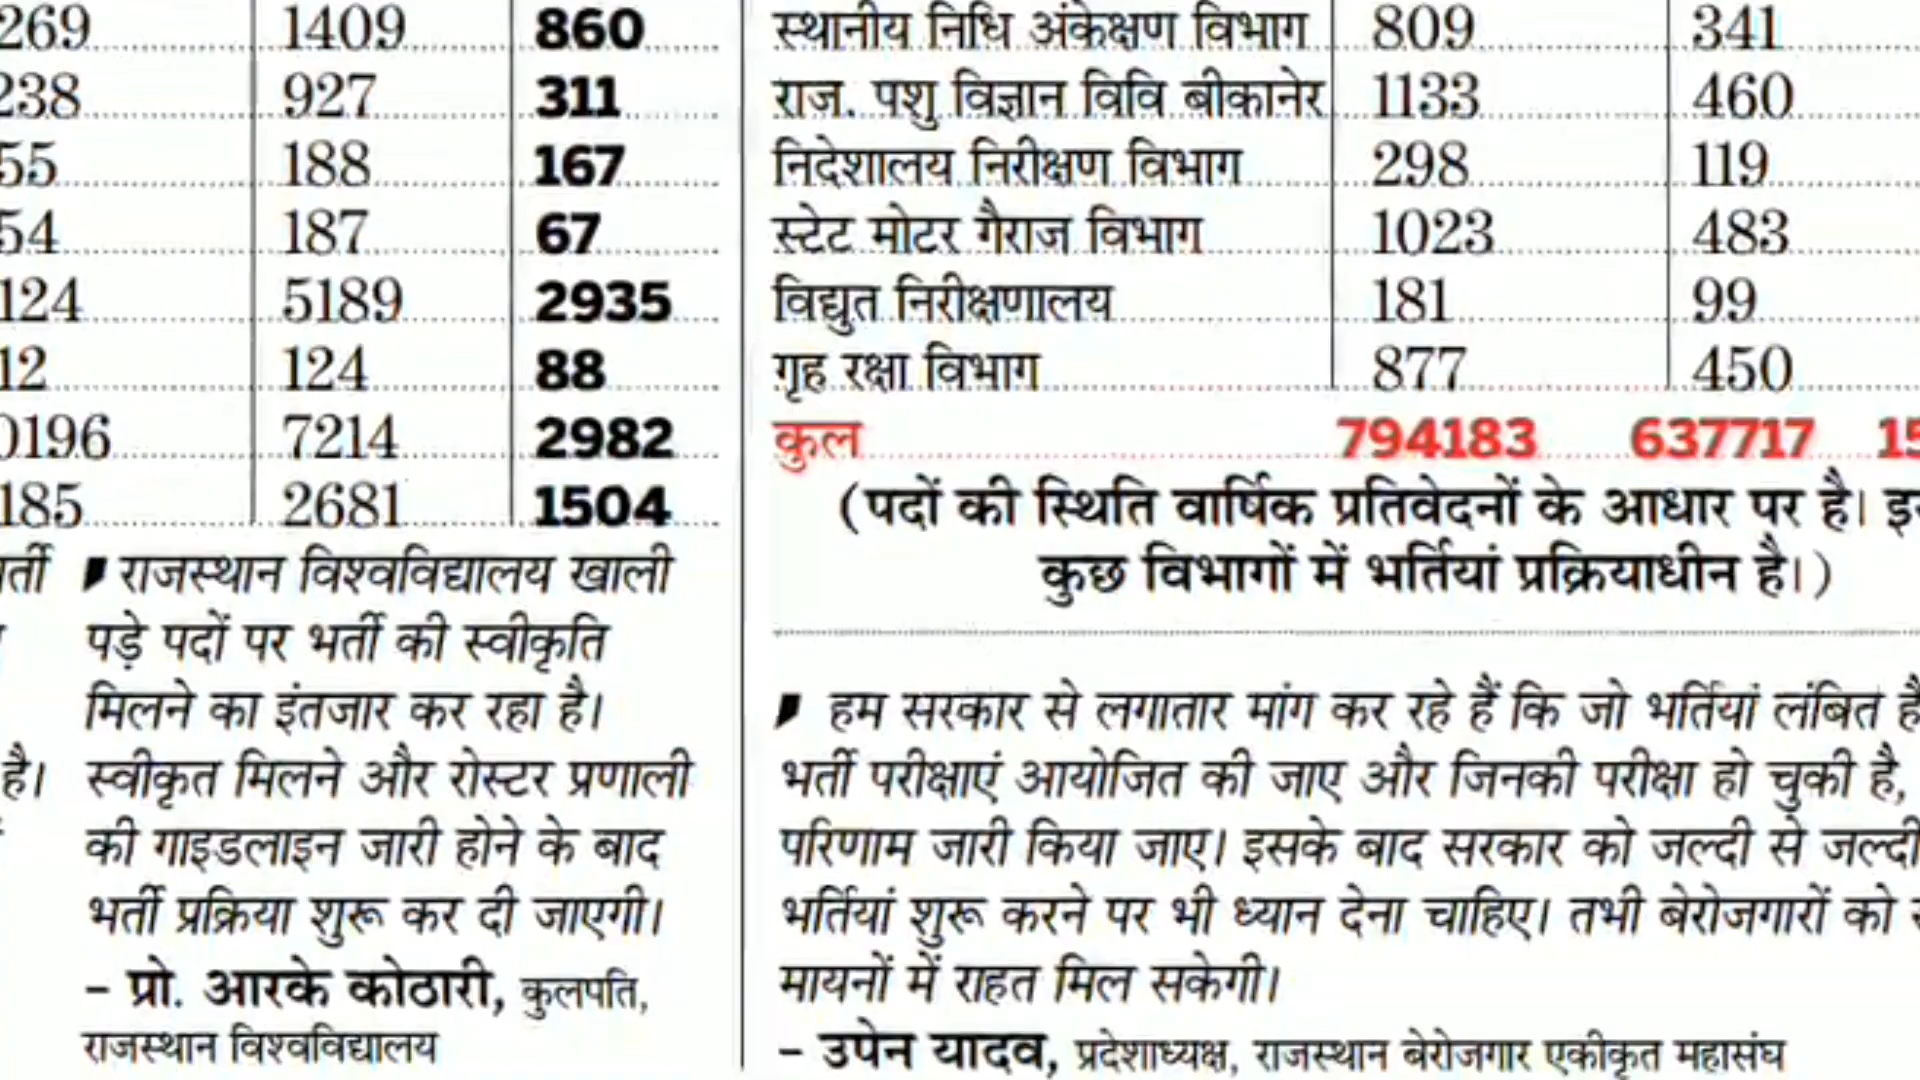 269 1409 860
238 927 311
55 188 167
54 187 67
124 5189 2935
12 124 88
0196 7214 2982
185 2681 1504
राजस्थान विश्वविद्यालय खाली
पड़े पदों पर भर्ती की स्वीकृति
मिलने का इंतजार कर रहा है।
है। स्वीकृत मिलने और रोस्टर प्रणाली
की गाइडलाइन जारी होने के बाद
भर्ती प्रक्रिया शुरू कर दी जाएगी।
– प्रो. आरके कोठारी, कुलपति,
राजस्थान विश्वविद्यालय
स्थानीय निधि अंकेक्षण विभाग 809 341
राज. पशु विज्ञान विवि बीकानेर 1133 460
निदेशालय निरीक्षण विभाग 298 119
स्टेट मोटर गैराज विभाग 1023 483
विद्युत निरीक्षणालय 181 99
गृह रक्षा विभाग 877 450
कुल 794183 637717 15
(पदों की स्थिति वार्षिक प्रतिवेदनों के आधार पर है।
कुछ विभागों में भर्तियां प्रक्रियाधीन है।)
हम सरकार से लगातार मांग कर रहे हैं कि जो भर्तियां लंबित
भर्ती परीक्षाएं आयोजित की जाए और जिनकी परीक्षा हो चुकी है,
परिणाम जारी किया जाए। इसके बाद सरकार को जल्दी से जल्दी
भर्तियां शुरू करने पर भी ध्यान देना चाहिए। तभी बेरोजगारों को
मायनों में राहत मिल सकेगी।
– उपेन यादव, प्रदेशाध्यक्ष, राजस्थान बेरोजगार एकीकृत महासंघ